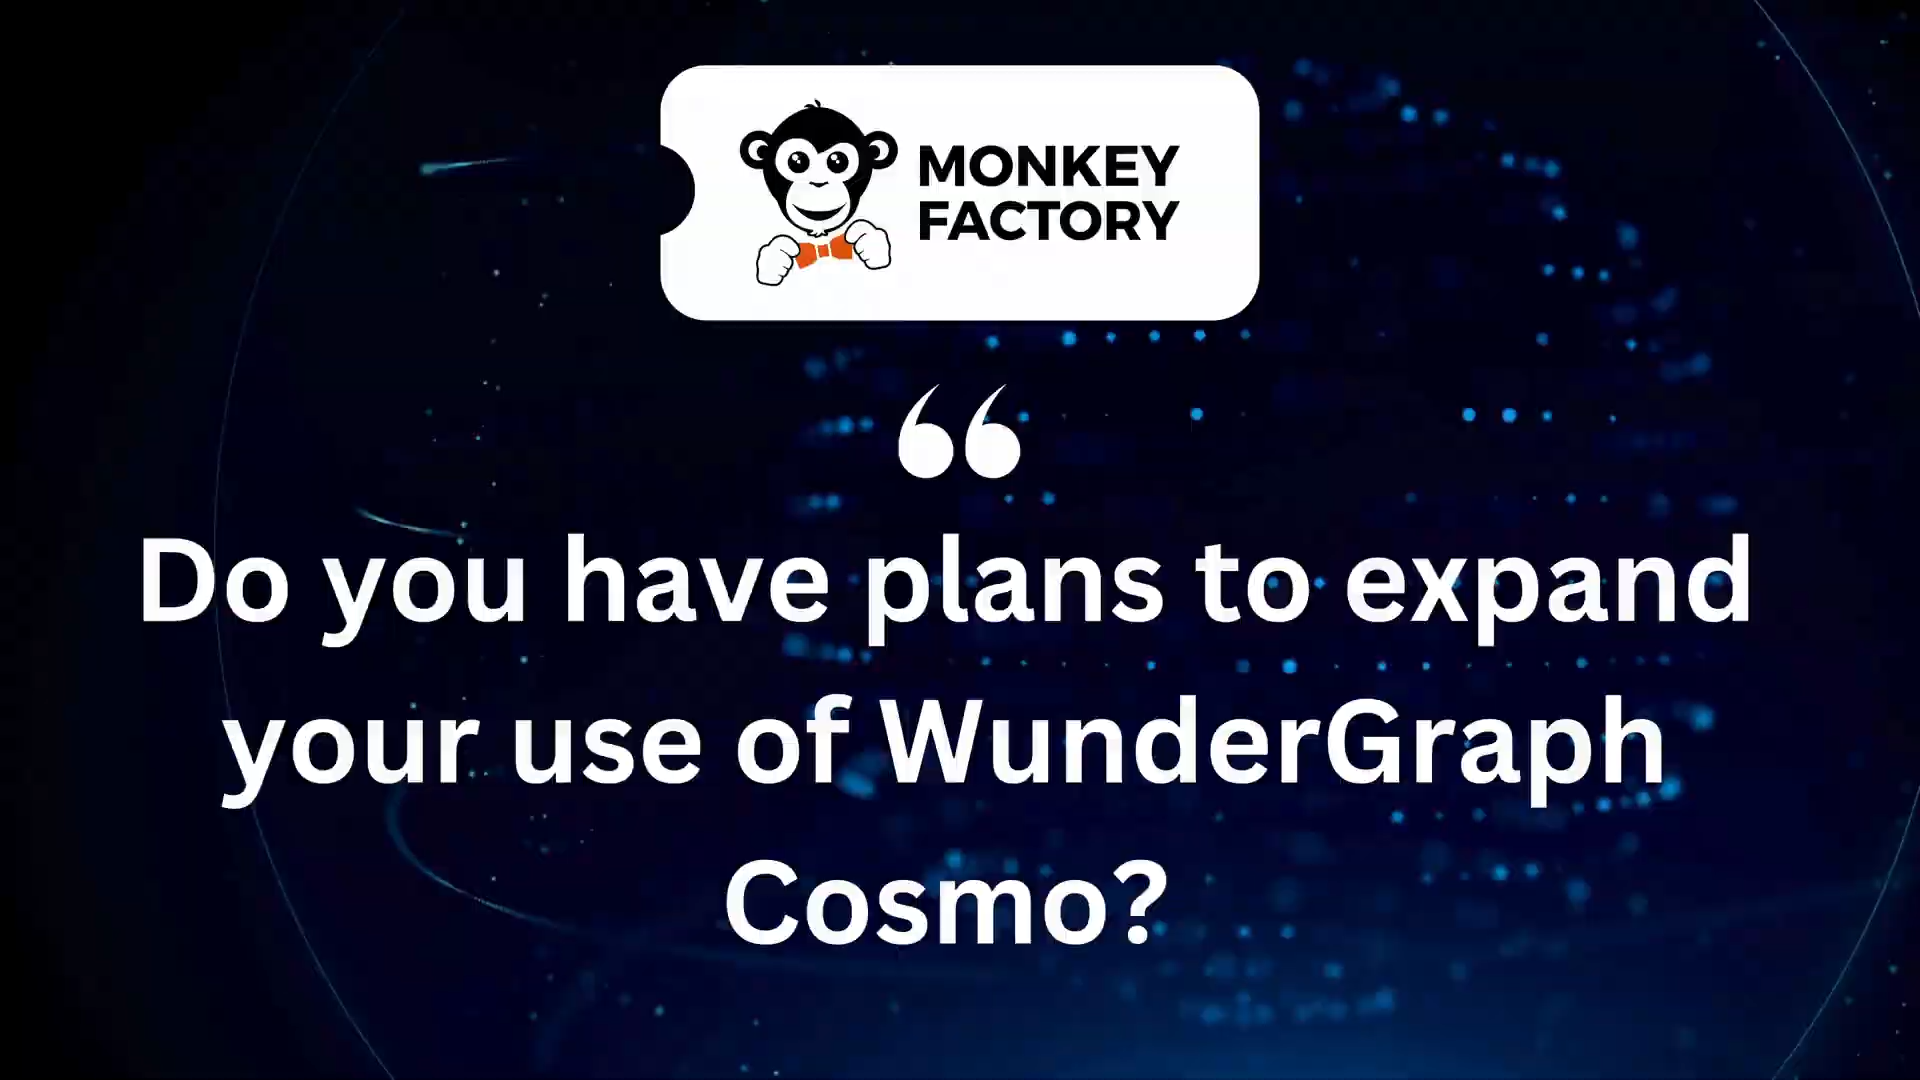 MONKEY
FACTORY
“
Do you have plans to expand
your use of WunderGraph
Cosmo?